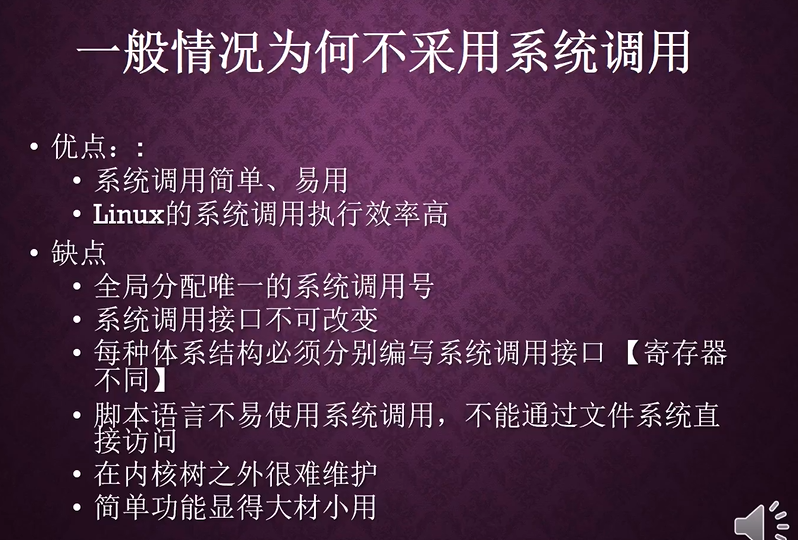 一般情况为何不采用系统调用
• 优点：:
• 系统调用简单、易用
• Linux的系统调用执行效率高
• 缺点
• 全局分配唯一的系统调用号
• 系统调用接口不可改变
• 每种体系结构必须分别编写系统调用接口 【寄存器
不同】
• 脚本语言不易使用系统调用，不能通过文件系统直
接访问
• 在内核树之外很难维护
• 简单功能显得大材小用